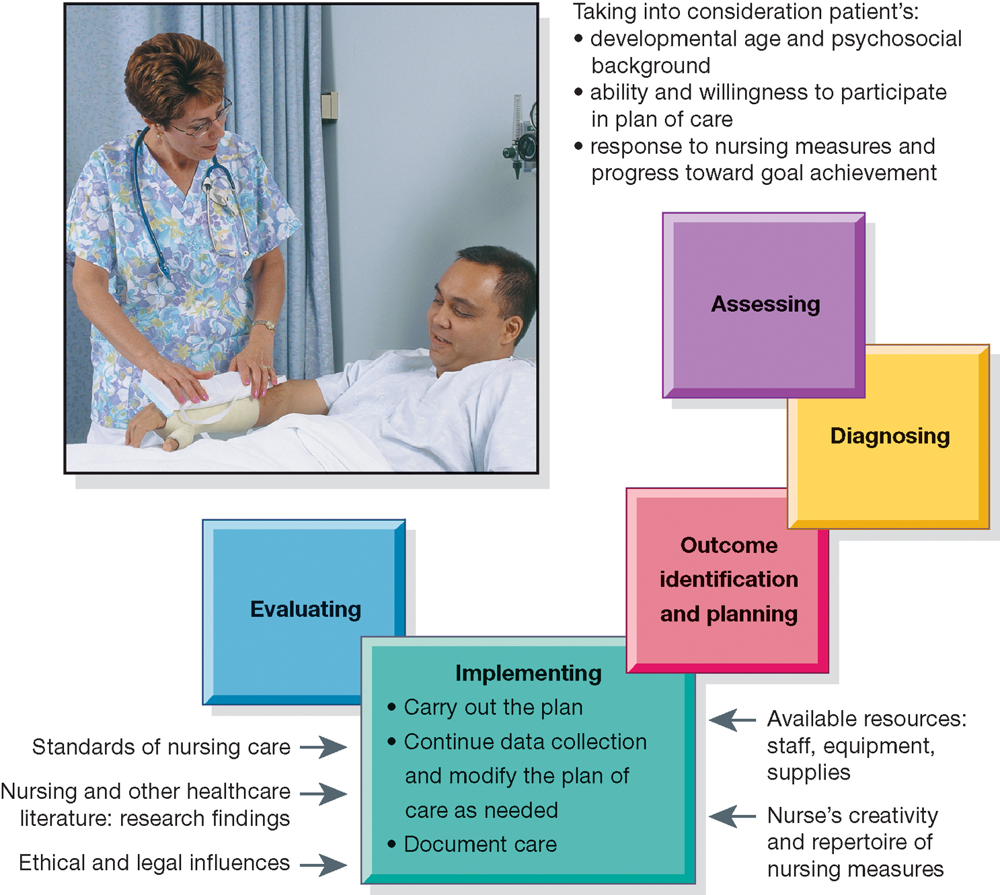 Taking into consideration patient’s:
• developmental age and psychosocial
background
• ability and willingness to participate
in plan of care
• response to nursing measures and
progress toward goal achievement
Assessing
Diagnosing
Outcome
identification
and planning
Evaluating
Implementing
• Carry out the plan
• Continue data collection
and modify the plan of
care as needed
• Document care
Standards of nursing care
Nursing and other healthcare
literature: research findings
Ethical and legal influences
Available resources:
staff, equipment,
supplies
Nurse’s creativity
and repertoire of
nursing measures